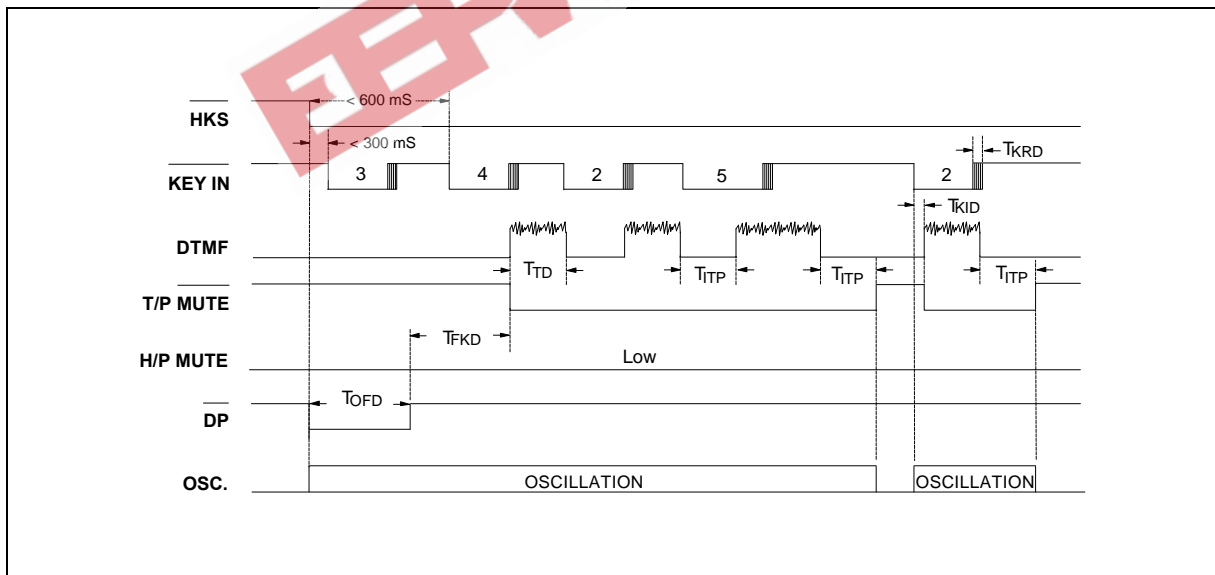 < 600 mS
HKS
< 300 mS
TKRD
KEY IN
3 4 2 5 2
TKID
DTMF
TTD TITP TITP TITP
T/P MUTE
TFKD
H/P MUTE
Low
TOFD
DP
OSC.
OSCILLATION OSCILLATION